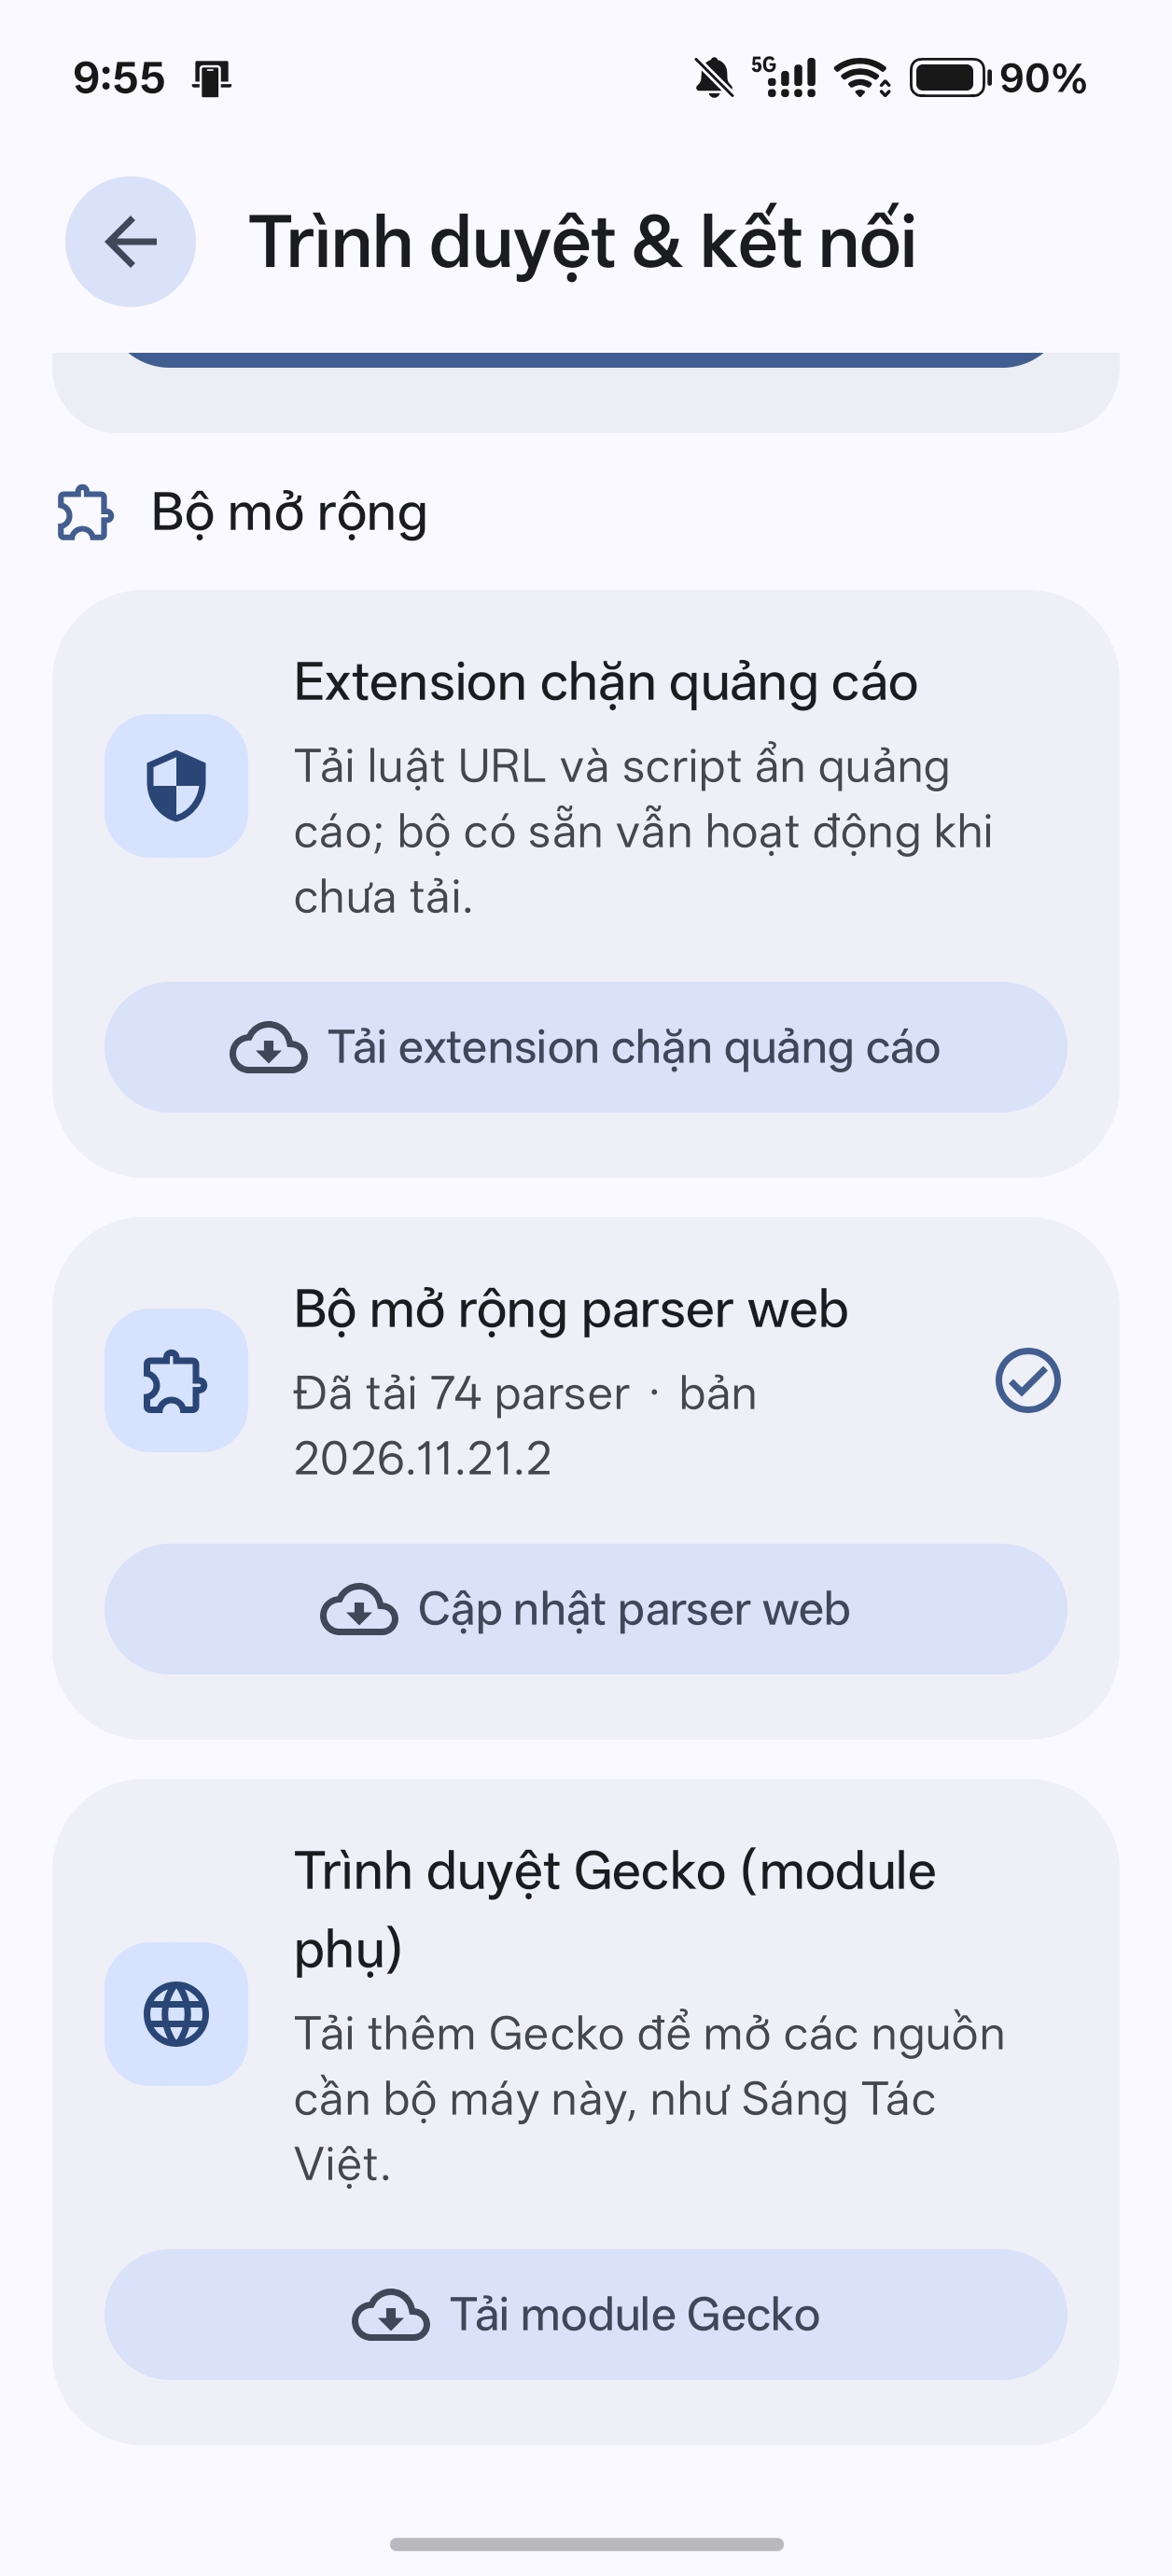 9:55
5G
90%
Trình duyệt & kết nối
Bộ mở rộng
Extension chặn quảng cáo
Tải luật URL và script ẩn quảng
cáo; bộ có sẵn vẫn hoạt động khi
chưa tải.
Tải extension chặn quảng cáo
Bộ mở rộng parser web
Đã tải 74 parser · bản
2026.11.21.2
Cập nhật parser web
Trình duyệt Gecko (module
phụ)
Tải thêm Gecko để mở các nguồn
cần bộ máy này, như Sáng Tác
Việt.
Tải module Gecko